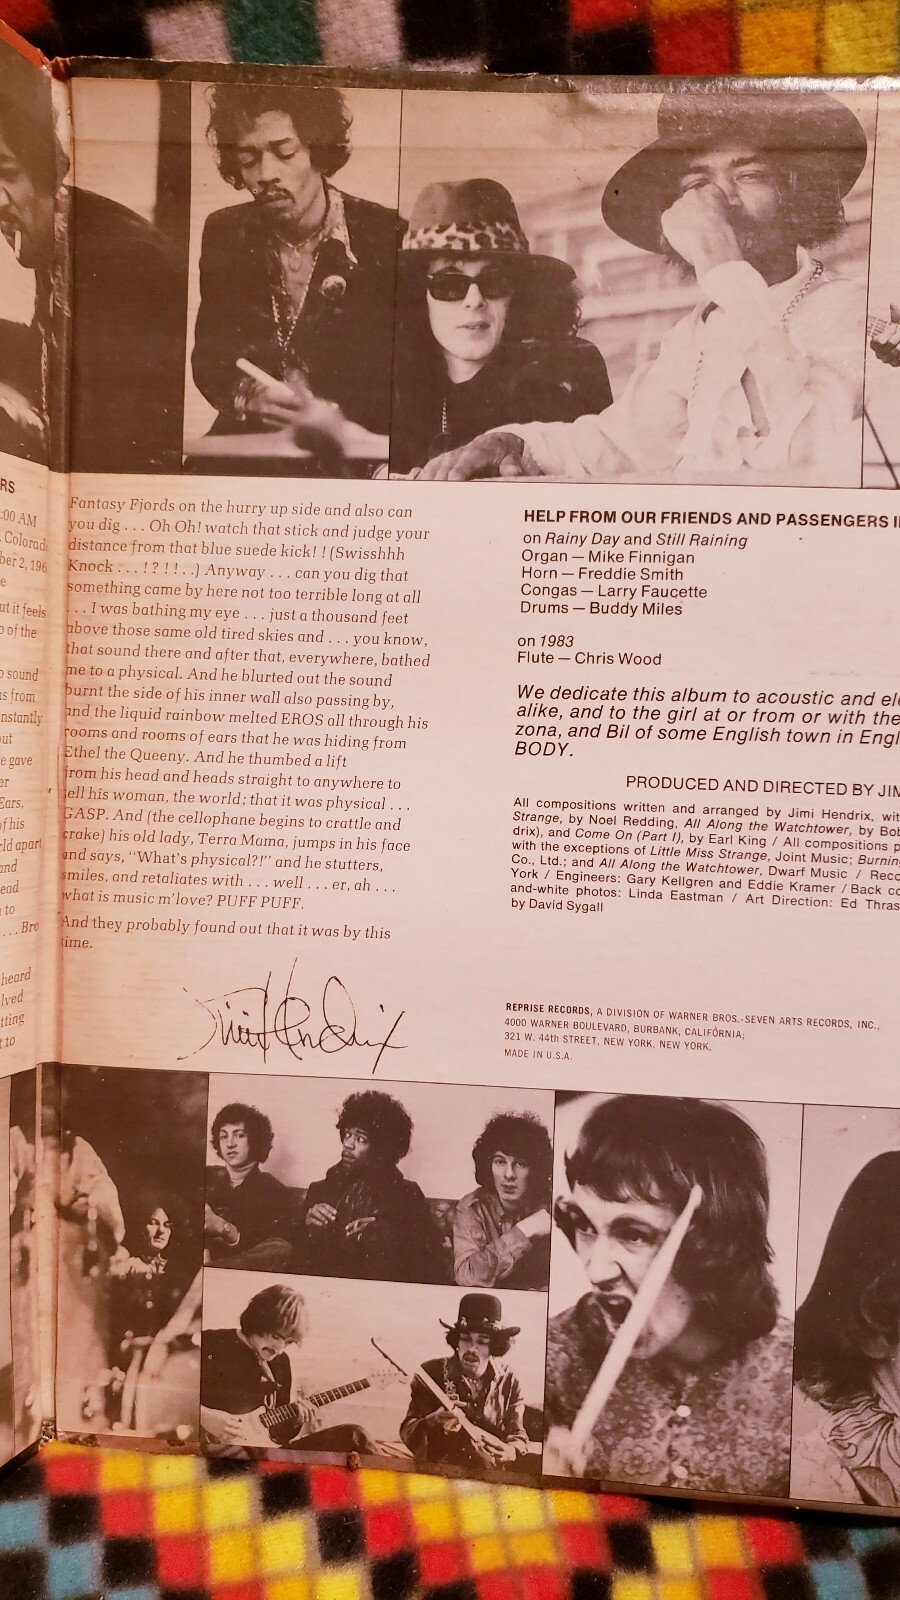 RS
:00 AM
Colorado
ber 2, 196
e
ut it feels
o of the
o sound
us from
nstantly
out
e gave
er
Ears,
of his
rld apart
and
ead
to
... Bro
heard
lved
tting
t to
Fantasy Fjords on the hurry up side and also can
you dig . . . Oh Oh! watch that stick and judge your
distance from that blue suede kick! ! (Swisshhh
Knock . . . ! ? ! ! . .) Anyway . . . can you dig that
something came by here not too terrible long at all
. . . I was bathing my eye . . . just a thousand feet
above those same old tired skies and . . . you know,
that sound there and after that, everywhere, bathed
me to a physical. And he blurted out the sound
burnt the side of his inner wall also passing by,
and the liquid rainbow melted EROS all through his
rooms and rooms of ears that he was hiding from
Ethel the Queeny. And he thumbed a lift
from his head and heads straight to anywhere to
tell his woman, the world; that it was physical . . .
GASP. And (the cellophane begins to crattle and
crake) his old lady, Terra Mama, jumps in his face
and says, "What's physical?!" and he stutters,
smiles, and retaliates with . . . well . . . er, ah . . .
what is music m'love? PUFF PUFF.
And they probably found out that it was by this
time.
Jimi Hendrix
HELP FROM OUR FRIENDS AND PASSENGERS I
on Rainy Day and Still Raining
Organ — Mike Finnigan
Horn — Freddie Smith
Congas — Larry Faucette
Drums — Buddy Miles
on 1983
Flute — Chris Wood
We dedicate this album to acoustic and ele
alike, and to the girl at or from or with the
zona, and Bil of some English town in Engl
BODY.
PRODUCED AND DIRECTED BY JIM
All compositions written and arranged by Jimi Hendrix, wit
Strange, by Noel Redding, All Along the Watchtower, by Bob
drix), and Come On (Part I), by Earl King / All compositions p
with the exceptions of Little Miss Strange, Joint Music; Burning
Co., Ltd.; and All Along the Watchtower, Dwarf Music / Reco
York / Engineers: Gary Kellgren and Eddie Kramer / Back co
and-white photos: Linda Eastman / Art Direction: Ed Thras
by David Sygall
REPRISE RECORDS, A DIVISION OF WARNER BROS.-SEVEN ARTS RECORDS, INC.,
4000 WARNER BOULEVARD, BURBANK, CALIFORNIA;
321 W. 44th STREET, NEW YORK, NEW YORK.
MADE IN U.S.A.